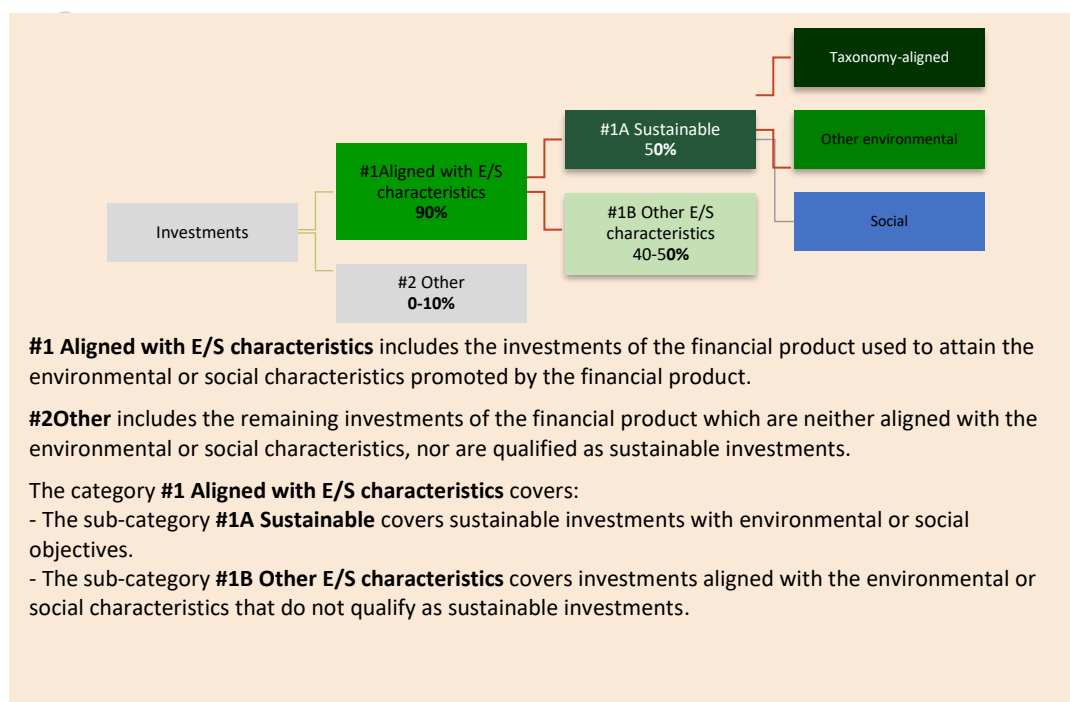 Taxonomy-aligned
#1A Sustainable
50%
Other environmental
#1Aligned with E/S
characteristics
90%
#1B Other E/S
characteristics
40-50%
Social
Investments
#2 Other
0-10%
#1 Aligned with E/S characteristics includes the investments of the financial product used to attain the
environmental or social characteristics promoted by the financial product.
#2Other includes the remaining investments of the financial product which are neither aligned with the
environmental or social characteristics, nor are qualified as sustainable investments.
The category #1 Aligned with E/S characteristics covers:
- The sub-category #1A Sustainable covers sustainable investments with environmental or social
objectives.
- The sub-category #1B Other E/S characteristics covers investments aligned with the environmental or
social characteristics that do not qualify as sustainable investments.